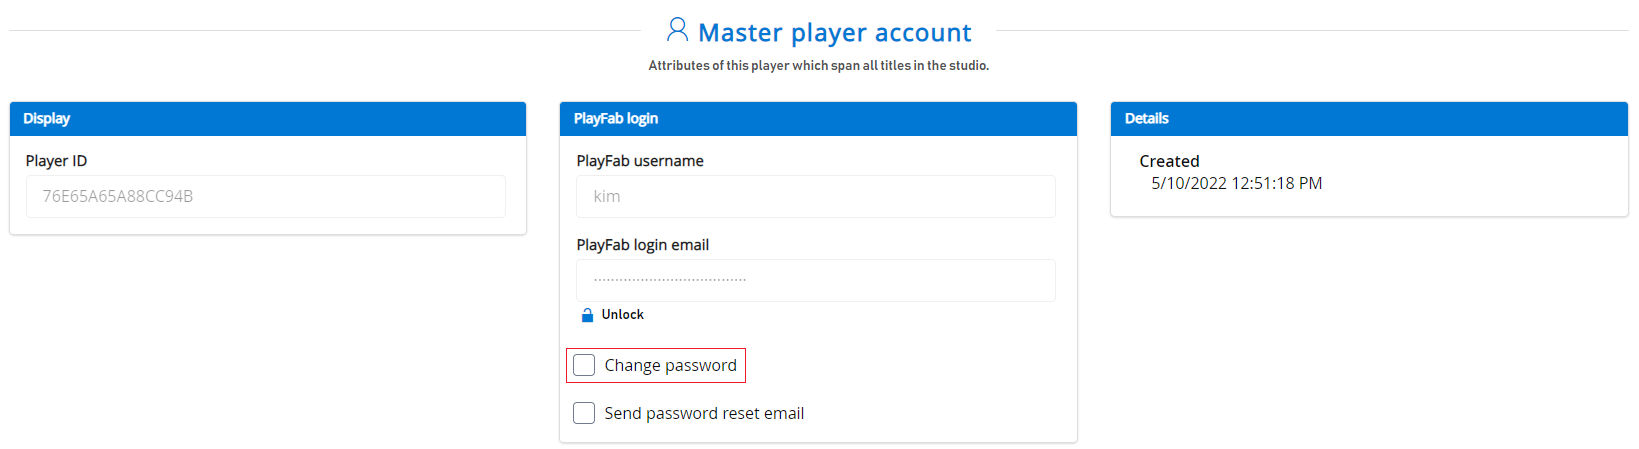 Master player account
Attributes of this player which span all titles in the studio.
Display
Player ID
76E65A65A88CC94B
PlayFab login
PlayFab username
kim
PlayFab login email
····································
Unlock
Change password
Send password reset email
Details
Created
5/10/2022 12:51:18 PM